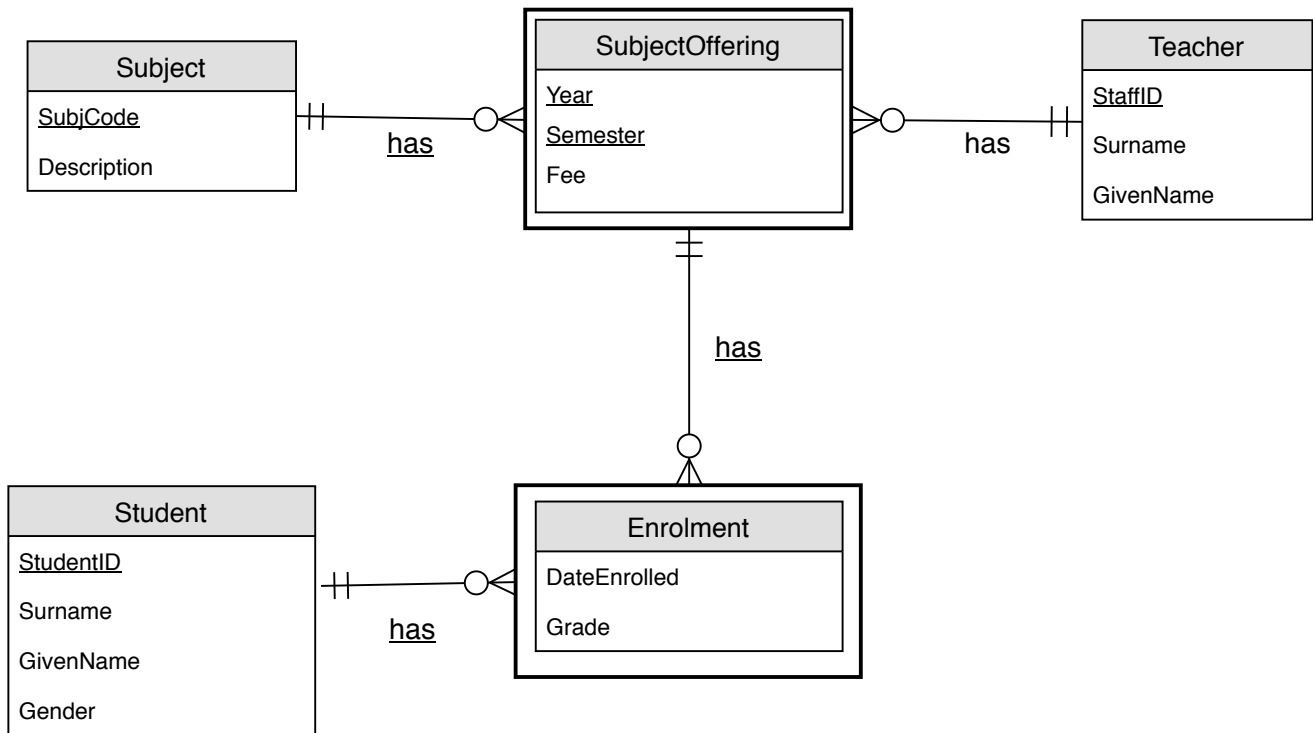 Subject
SubjCode
Description
has
SubjectOffering
Year
Semester
Fee
has
Teacher
StaffID
Surname
GivenName
has
Student
StudentID
Surname
GivenName
Gender
has
Enrolment
DateEnrolled
Grade